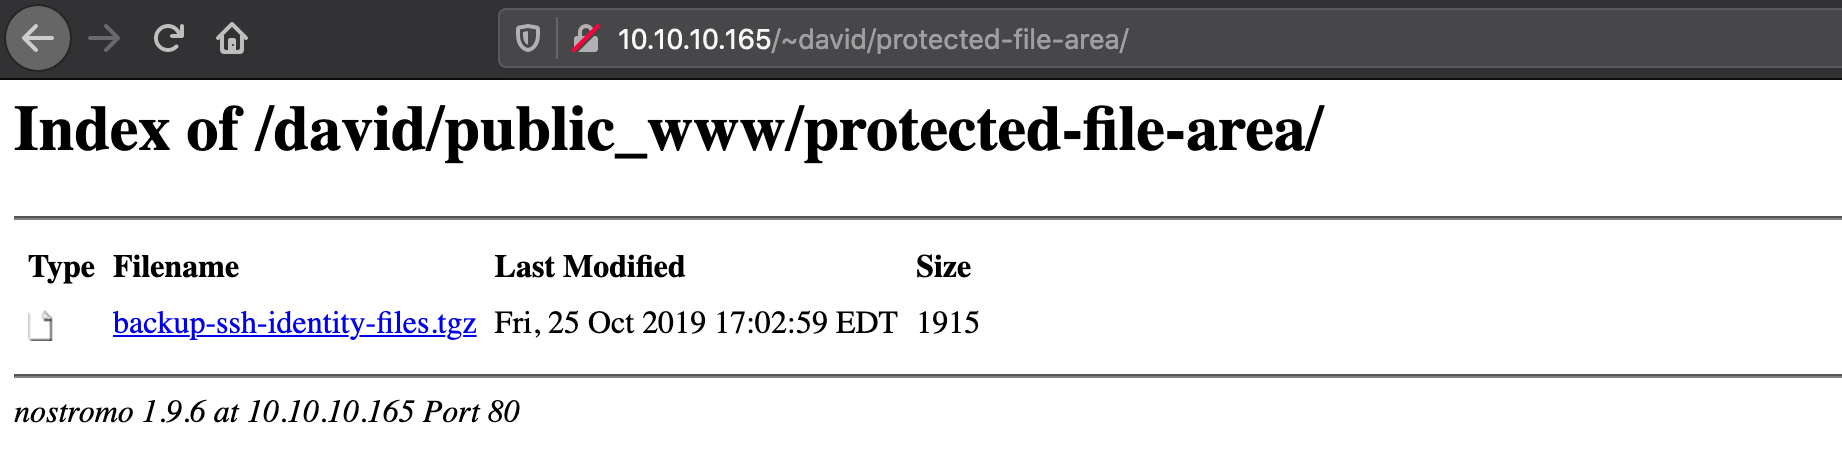 10.10.10.165/~david/protected-file-area/
Index of /david/public_www/protected-file-area/
Type Filename Last Modified Size
backup-ssh-identity-files.tgz Fri, 25 Oct 2019 17:02:59 EDT 1915
nostromo 1.9.6 at 10.10.10.165 Port 80